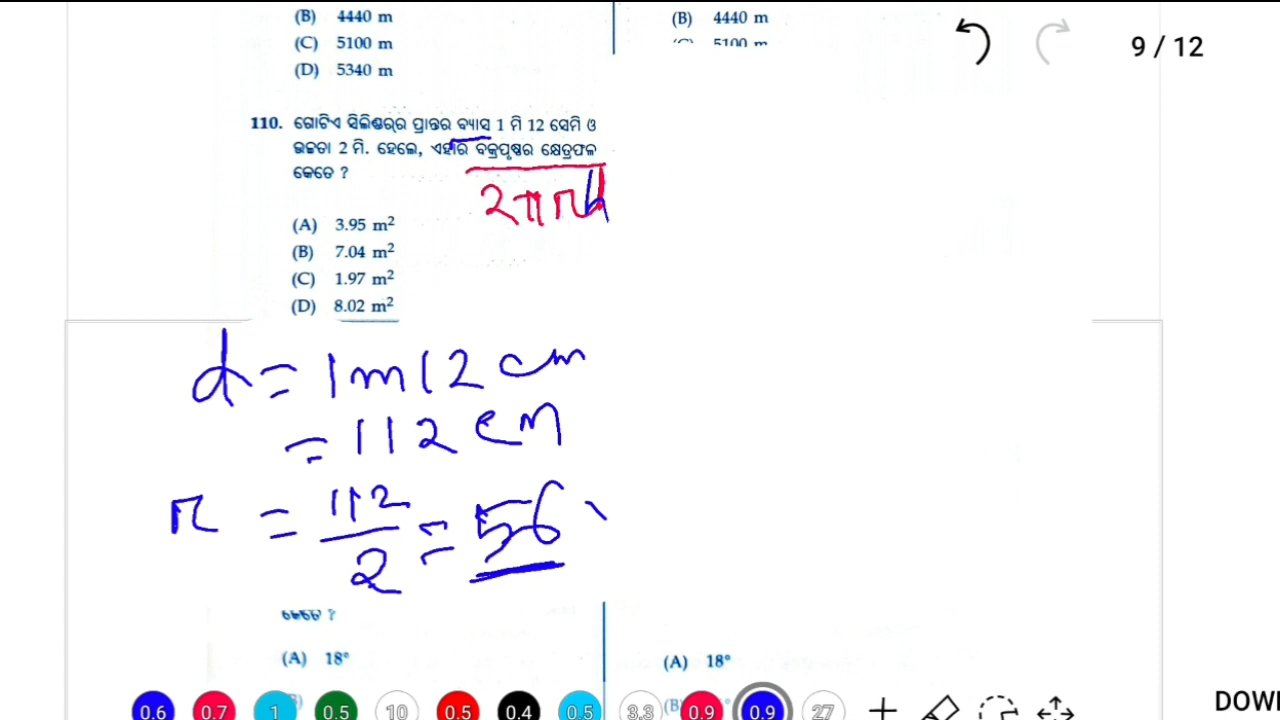 (B) 4440 m
(C) 5100 m
(D) 5340 m
(B) 4440 m
(C) 5100 m
9 / 12
110. ଗୋଟିଏ ସିଲିଣ୍ଡରର ପ୍ରାନ୍ତର ବ୍ୟାସ 1 ମି 12 ସେମି ଓ
ଉଚ୍ଚତା 2 ମି. ହେଲେ, ଏହାର ବକ୍ରପୃଷ୍ଠର କ୍ଷେତ୍ରଫଳ
କେତେ ?
2πrh
(A) 3.95 m²
(B) 7.04 m²
(C) 1.97 m²
(D) 8.02 m²
d = 1m12 cm
= 112 cm
r = 112/2 = 56
କେତେ ?
(A) 18°
(A) 18°
(B)
0.6 0.7 1 0.5 10 0.5 0.4 0.5 3.3 0.9 0.9 27
DOW